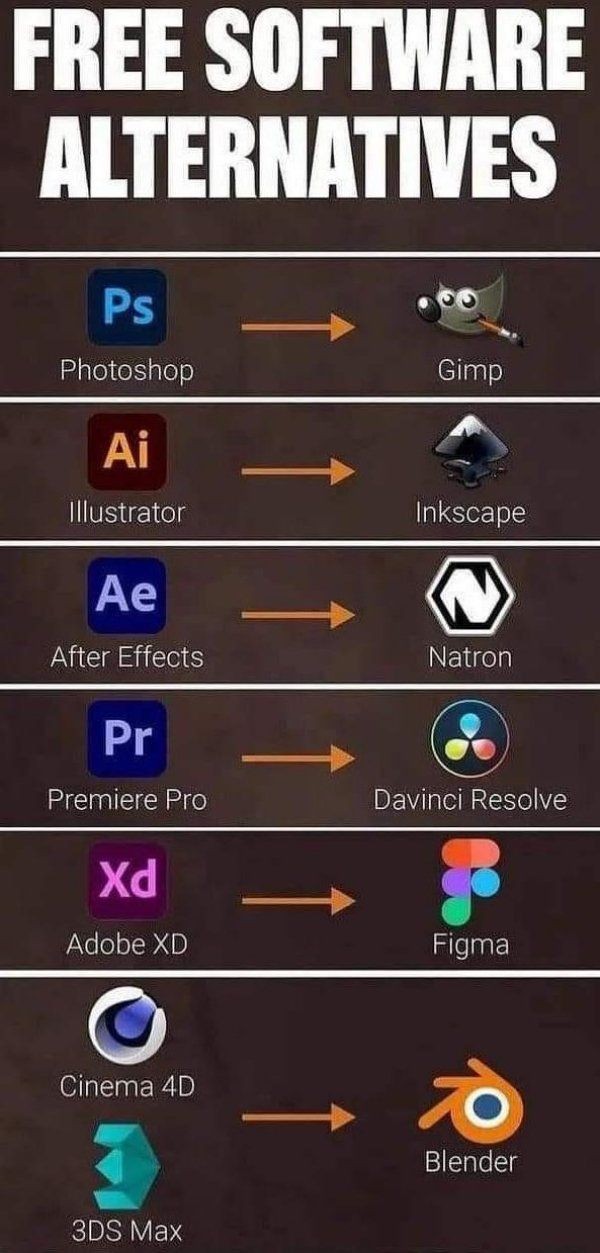 FREE SOFTWARE
ALTERNATIVES
Ps
Photoshop
Gimp
Ai
Illustrator
Inkscape
Ae
After Effects
N
Natron
Pr
Premiere Pro
Davinci Resolve
Xd
Adobe XD
Figma
Cinema 4D
Blender
3DS Max